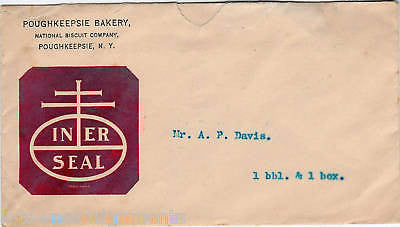 POUGHKEEPSIE BAKERY,
NATIONAL BISCUIT COMPANY,
POUGHKEEPSIE, N. Y.
IN ER
SEAL
Mr. A. P. Davis.
1 bbl. & 1 box.